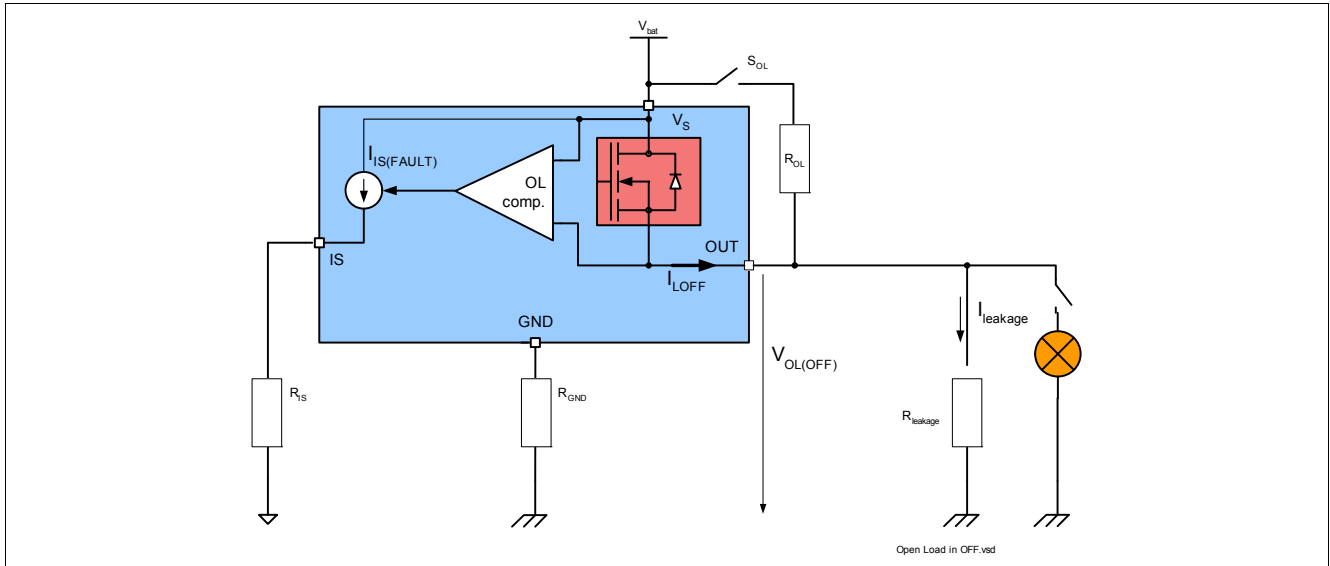 Vbat
SOL
VS
ROL
IIS(FAULT)
OL
comp.
OUT
IS
ILOFF
GND
Ileakage
VOL(OFF)
RIS
RGND
Rleakage
Open Load in OFF.vsd